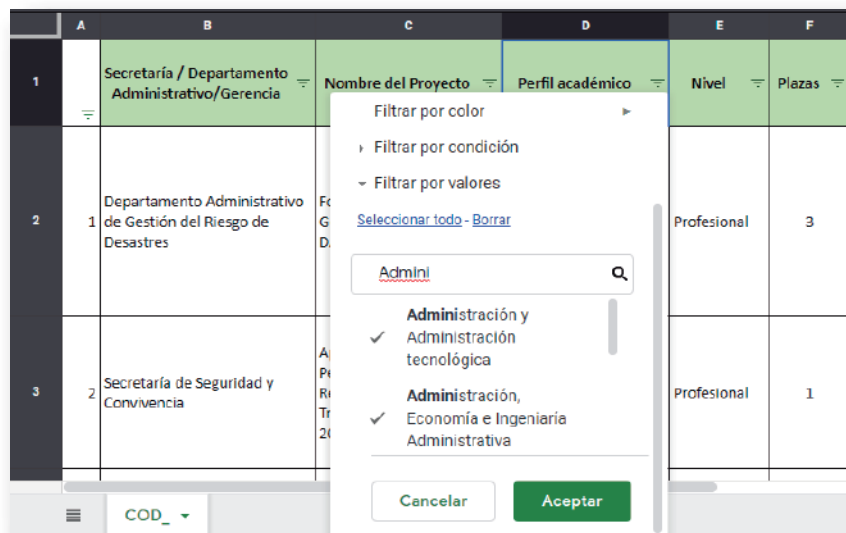 A B C D E F
1
Secretaría / Departamento
Administrativo/Gerencia
Nombre del Proyecto
Perfil académico
Nivel
Plazas
Filtrar por color
Filtrar por condición
Filtrar por valores
Seleccionar todo - Borrar
Admini
Administración y
Administración
tecnológica
Administración,
Economía e Ingeniaría
Administrativa
Cancelar Aceptar
2
1
Departamento Administrativo
de Gestión del Riesgo de
Desastres
Profesional
3
3
2
Secretaría de Seguridad y
Convivencia
Profesional
1
COD_